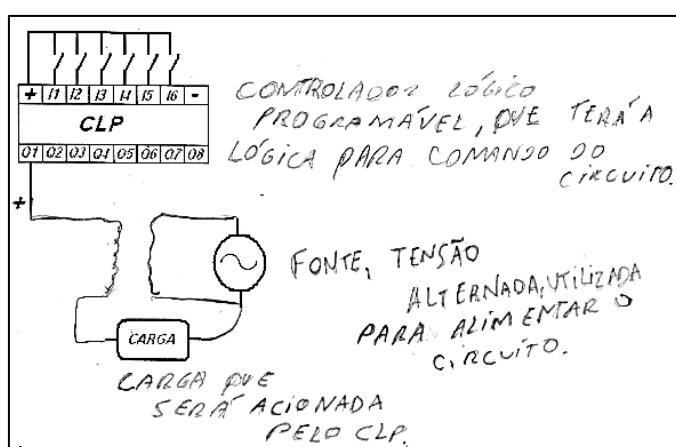 + I1 I2 I3 I4 I5 I6 -
CLP
O1 O2 O3 O4 O5 O6 O7 O8
+
CONTROLADOR LÓGICO
PROGRAMÁVEL, QUE TERÁ A
LÓGICA PARA COMANDO DO
CIRCUITO.
FONTE, TENSÃO
ALTERNADA, UTILIZADA
PARA ALIMENTAR O
CIRCUÍTO.
CARGA
CARGA QUE
SERÁ ACIONADA
PELO CLP.